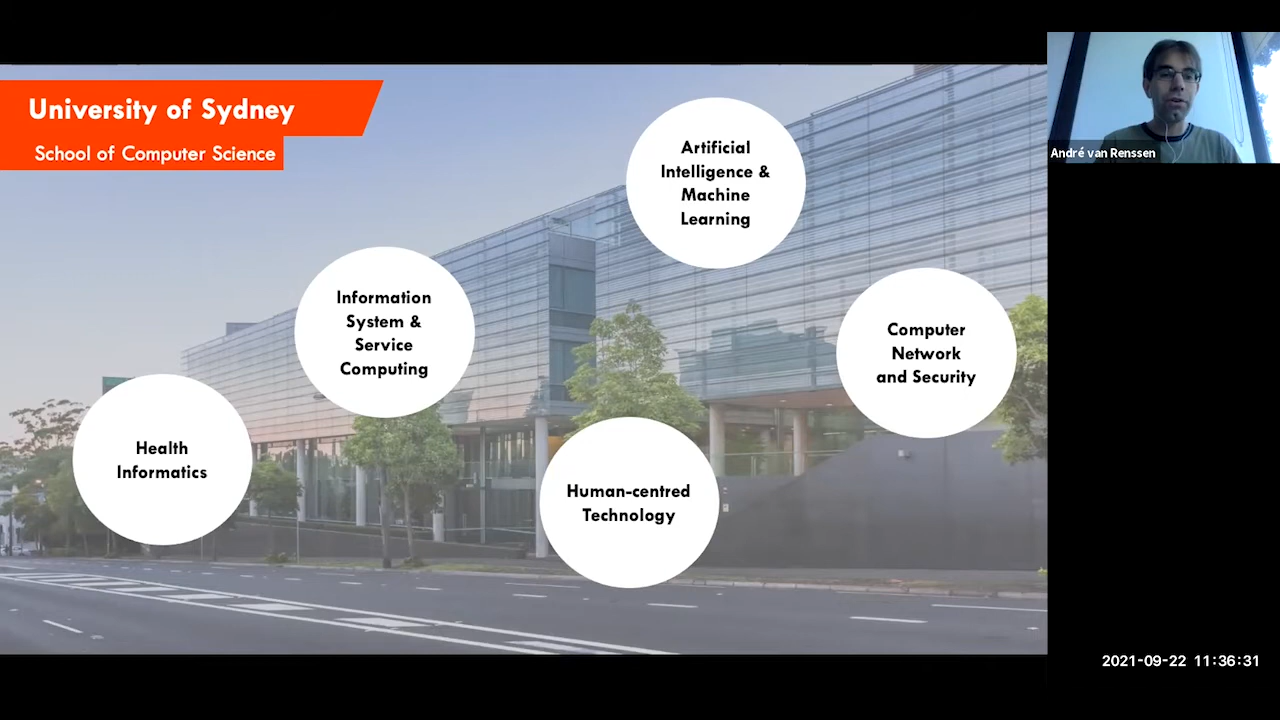 University of Sydney
School of Computer Science
Artificial
Intelligence &
Machine
Learning
Information
System &
Service
Computing
Computer
Network
and Security
Health
Informatics
Human-centred
Technology
André van Renssen
2021-09-22 11:36:31